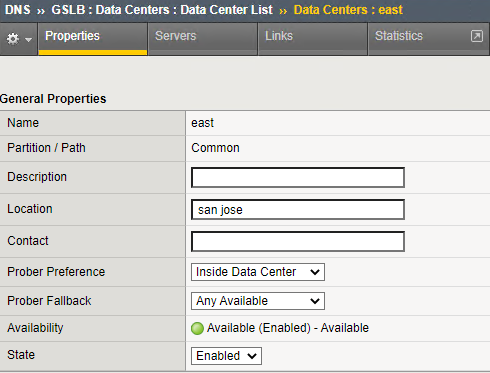 DNS ›› GSLB : Data Centers : Data Center List ›› Data Centers : east
Properties Servers Links Statistics
General Properties
Name east
Partition / Path Common
Description
Location san jose
Contact
Prober Preference Inside Data Center
Prober Fallback Any Available
Availability Available (Enabled) - Available
State Enabled